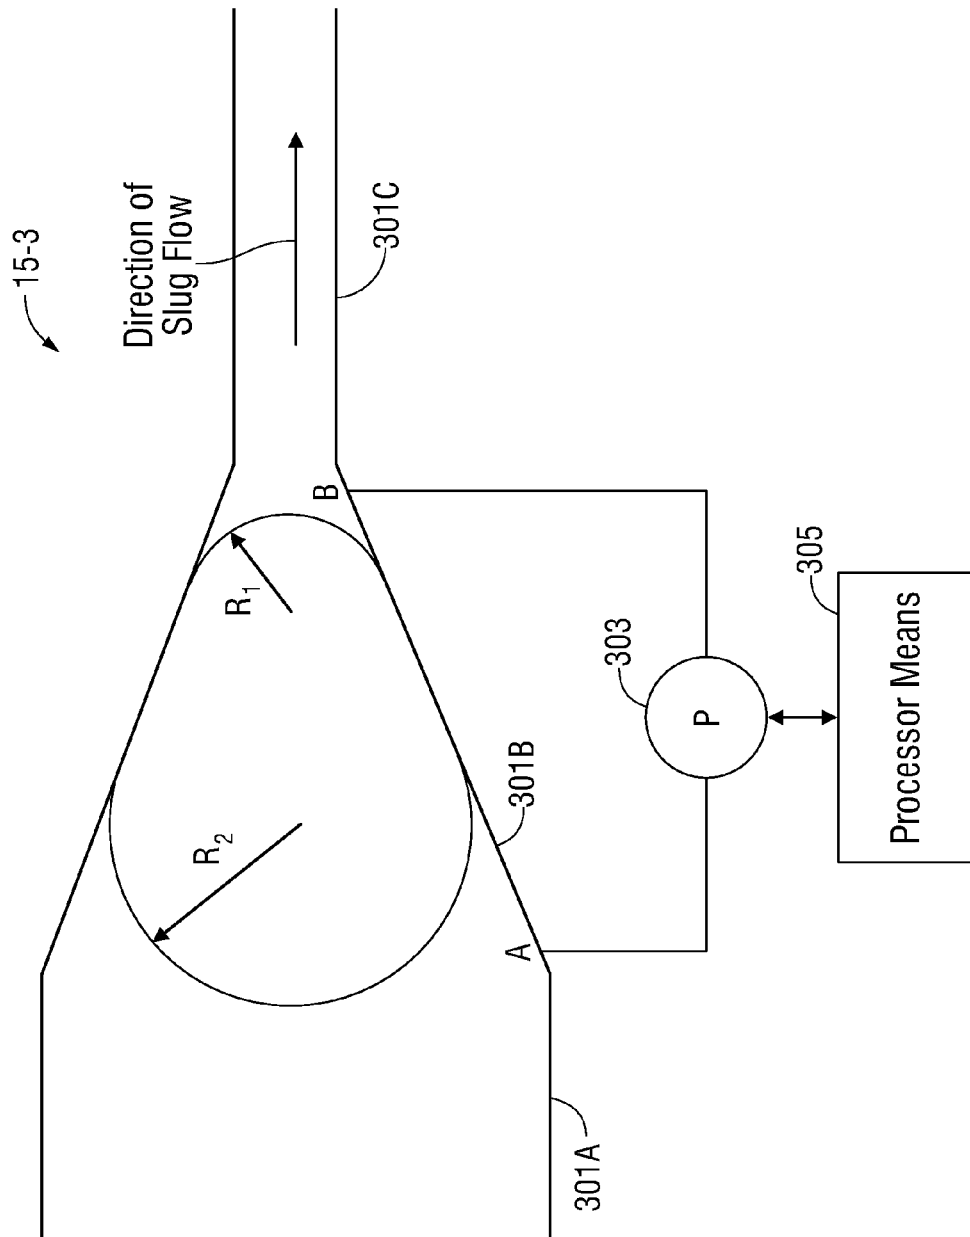 15-3
Direction of
Slug Flow
301C
B
R1
R2
A
301B
301A
303
P
305
Processor Means